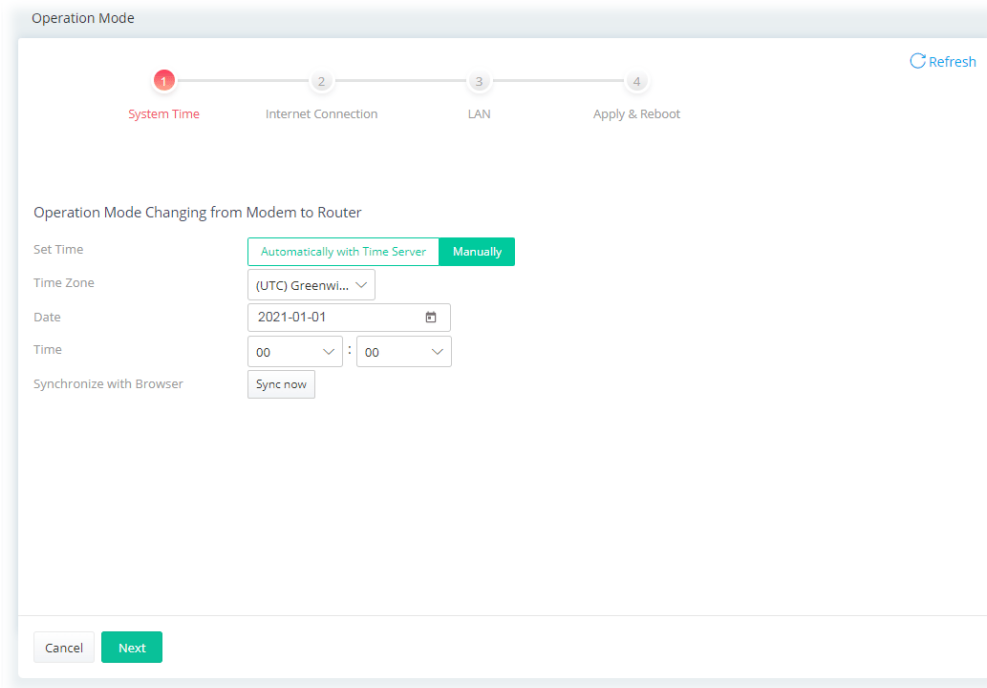 Operation Mode
Refresh
1 2 3 4
System Time Internet Connection LAN Apply & Reboot
Operation Mode Changing from Modem to Router
Set Time Automatically with Time Server Manually
Time Zone (UTC) Greenwi...
Date 2021-01-01
Time 00 : 00
Synchronize with Browser Sync now
Cancel Next